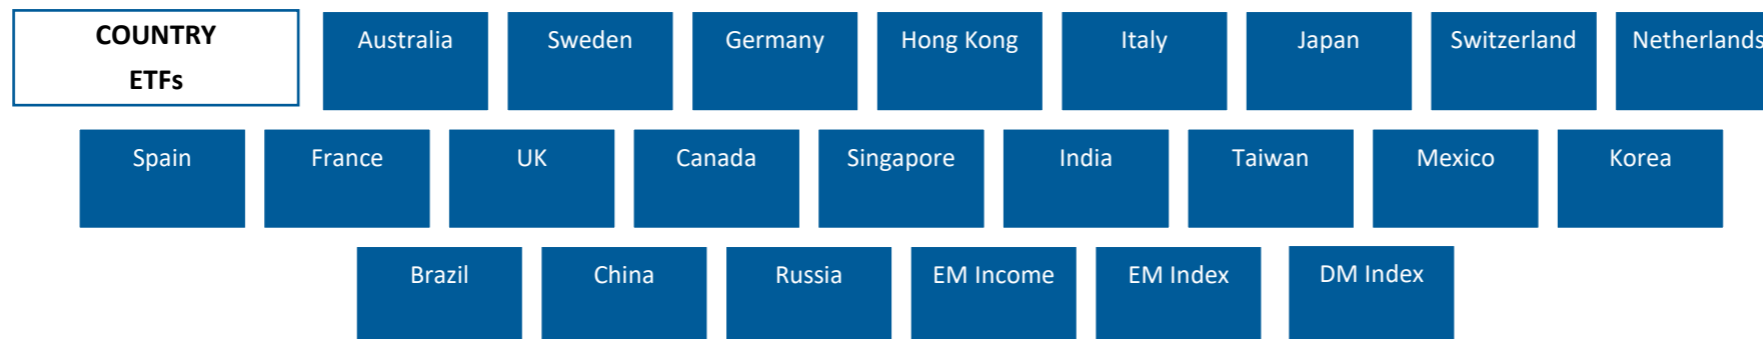 COUNTRY
ETFs
Australia
Sweden
Germany
Hong Kong
Italy
Japan
Switzerland
Netherlands
Spain
France
UK
Canada
Singapore
India
Taiwan
Mexico
Korea
Brazil
China
Russia
EM Income
EM Index
DM Index